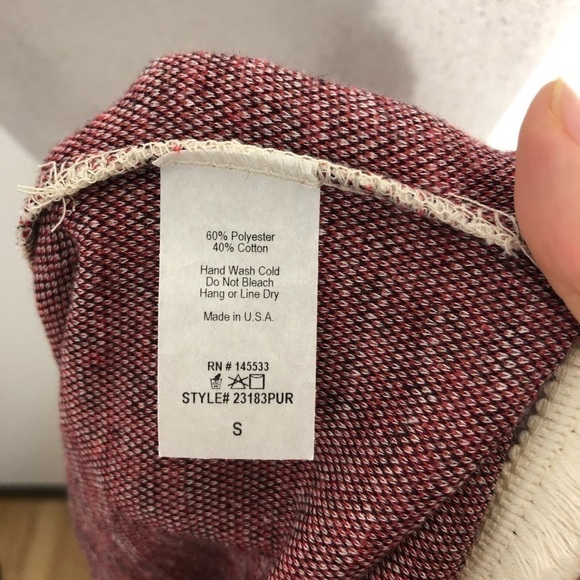 60% Polyester
40% Cotton
Hand Wash Cold
Do Not Bleach
Hang or Line Dry
Made in U.S.A.
RN # 145533
STYLE# 23183PUR
S